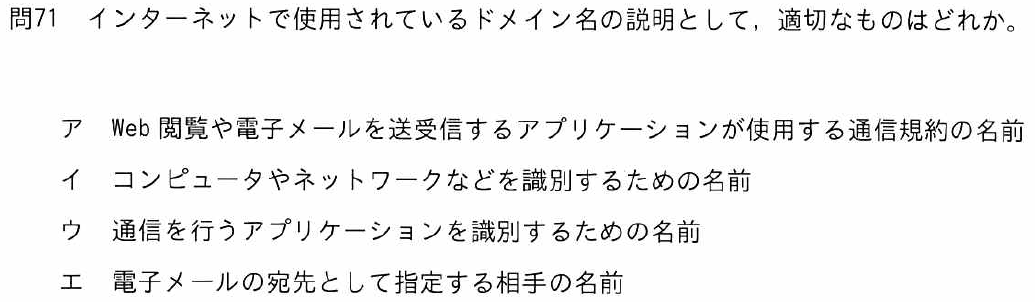 問71 インターネットで使用されているドメイン名の説明として，適切なものはどれか。
ア Web 閲覧や電子メールを送受信するアプリケーションが使用する通信規約の名前
イ コンピュータやネットワークなどを識別するための名前
ウ 通信を行うアプリケーションを識別するための名前
エ 電子メールの宛先として指定する相手の名前